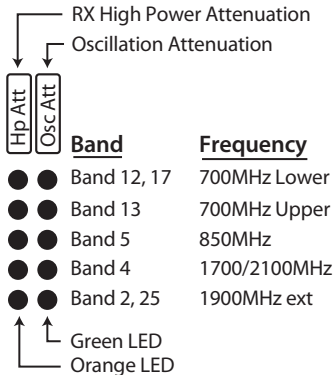 RX High Power Attenuation
Oscillation Attenuation
Hp Att
Osc Att
Band Frequency
Band 12, 17 700MHz Lower
Band 13 700MHz Upper
Band 5 850MHz
Band 4 1700/2100MHz
Band 2, 25 1900MHz ext
Green LED
Orange LED